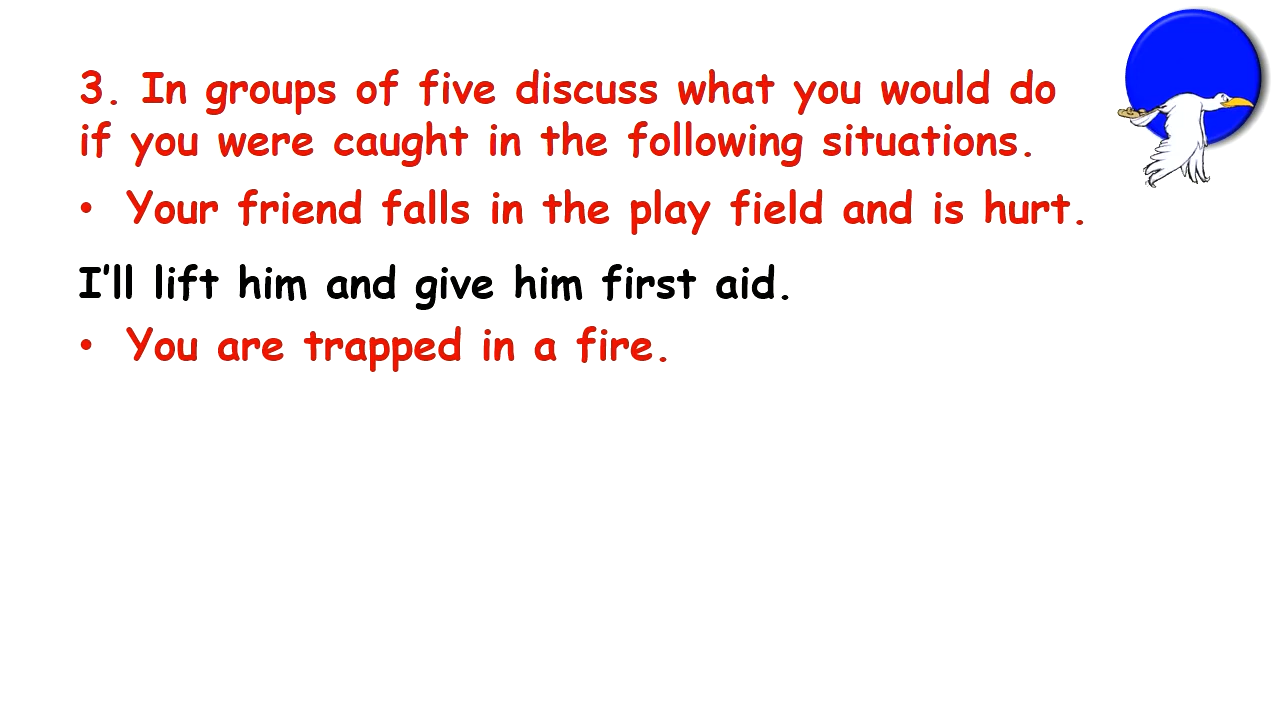 3. In groups of five discuss what you would do
if you were caught in the following situations.
• Your friend falls in the play field and is hurt.
I’ll lift him and give him first aid.
• You are trapped in a fire.